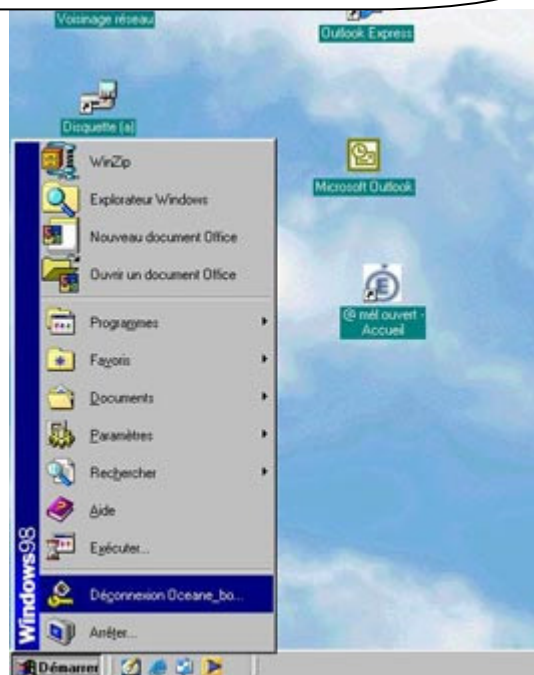 Voisinage réseau
Outlook Express
Disquette (a)
Microsoft Outlook
@ mél ouvert -
Accueil
WinZip
Explorateur Windows
Nouveau document Office
Ouvrir un document Office
Programmes
Favoris
Documents
Paramètres
Rechercher
Aide
Exécuter...
Déconnexion Oceane_bo...
Arrêter...
Windows98
Démarrer